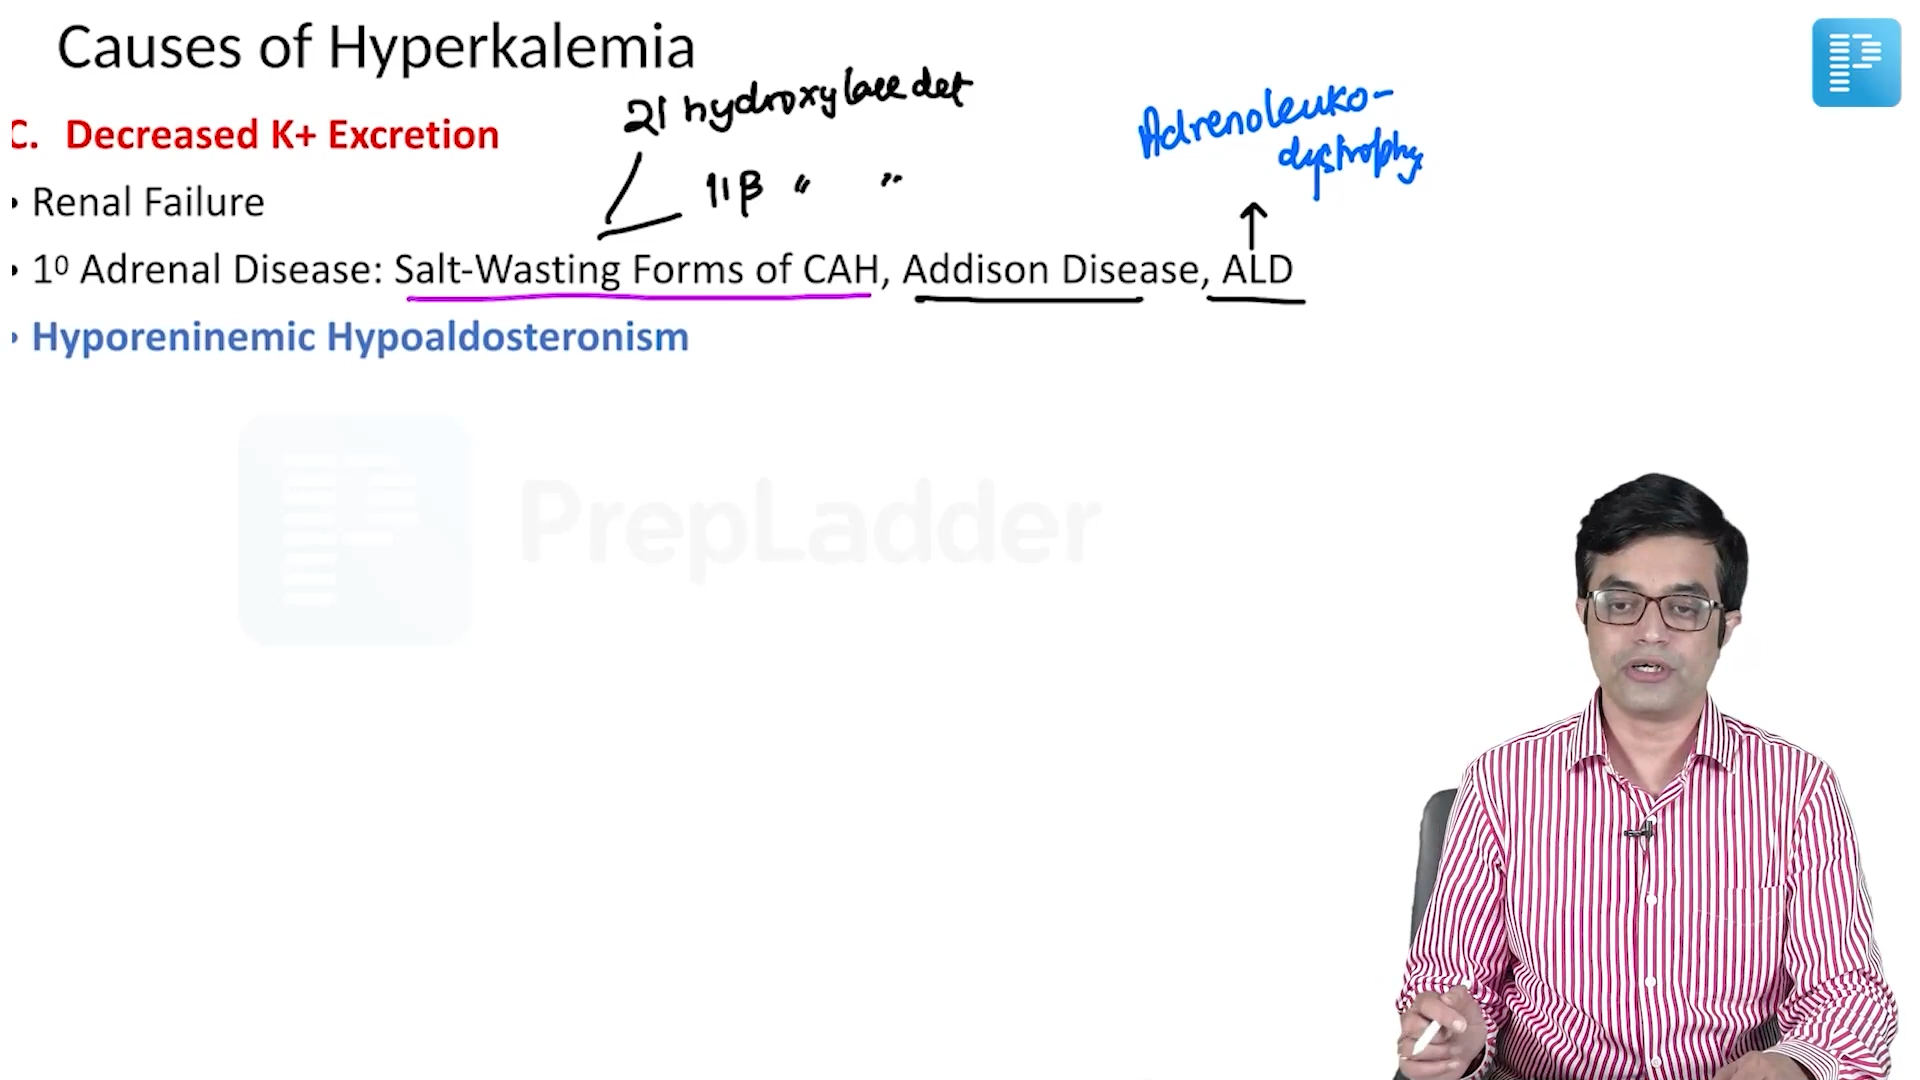 Causes of Hyperkalemia
21 hydroxylase def
Adrenoleuko-
dystrophy
C. Decreased K+ Excretion
11β " "
• Renal Failure
• 1⁰ Adrenal Disease: Salt-Wasting Forms of CAH, Addison Disease, ALD
• Hyporeninemic Hypoaldosteronism
PrepLadder